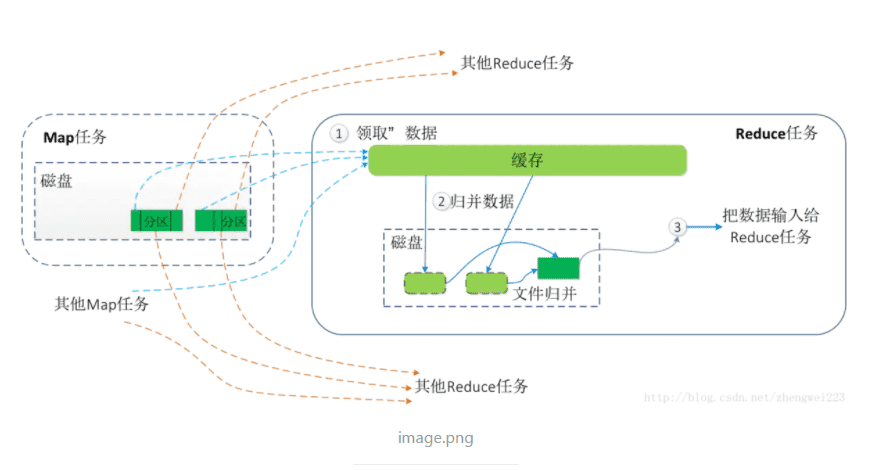 其他Reduce任务
Map任务
① 领取” 数据
Reduce任务
缓存
磁盘
②归并数据
分区
分区
③
把数据输入给
Reduce任务
磁盘
文件归并
其他Map任务
其他Reduce任务
http://blog.csdn.net/zhengwei223
image.png